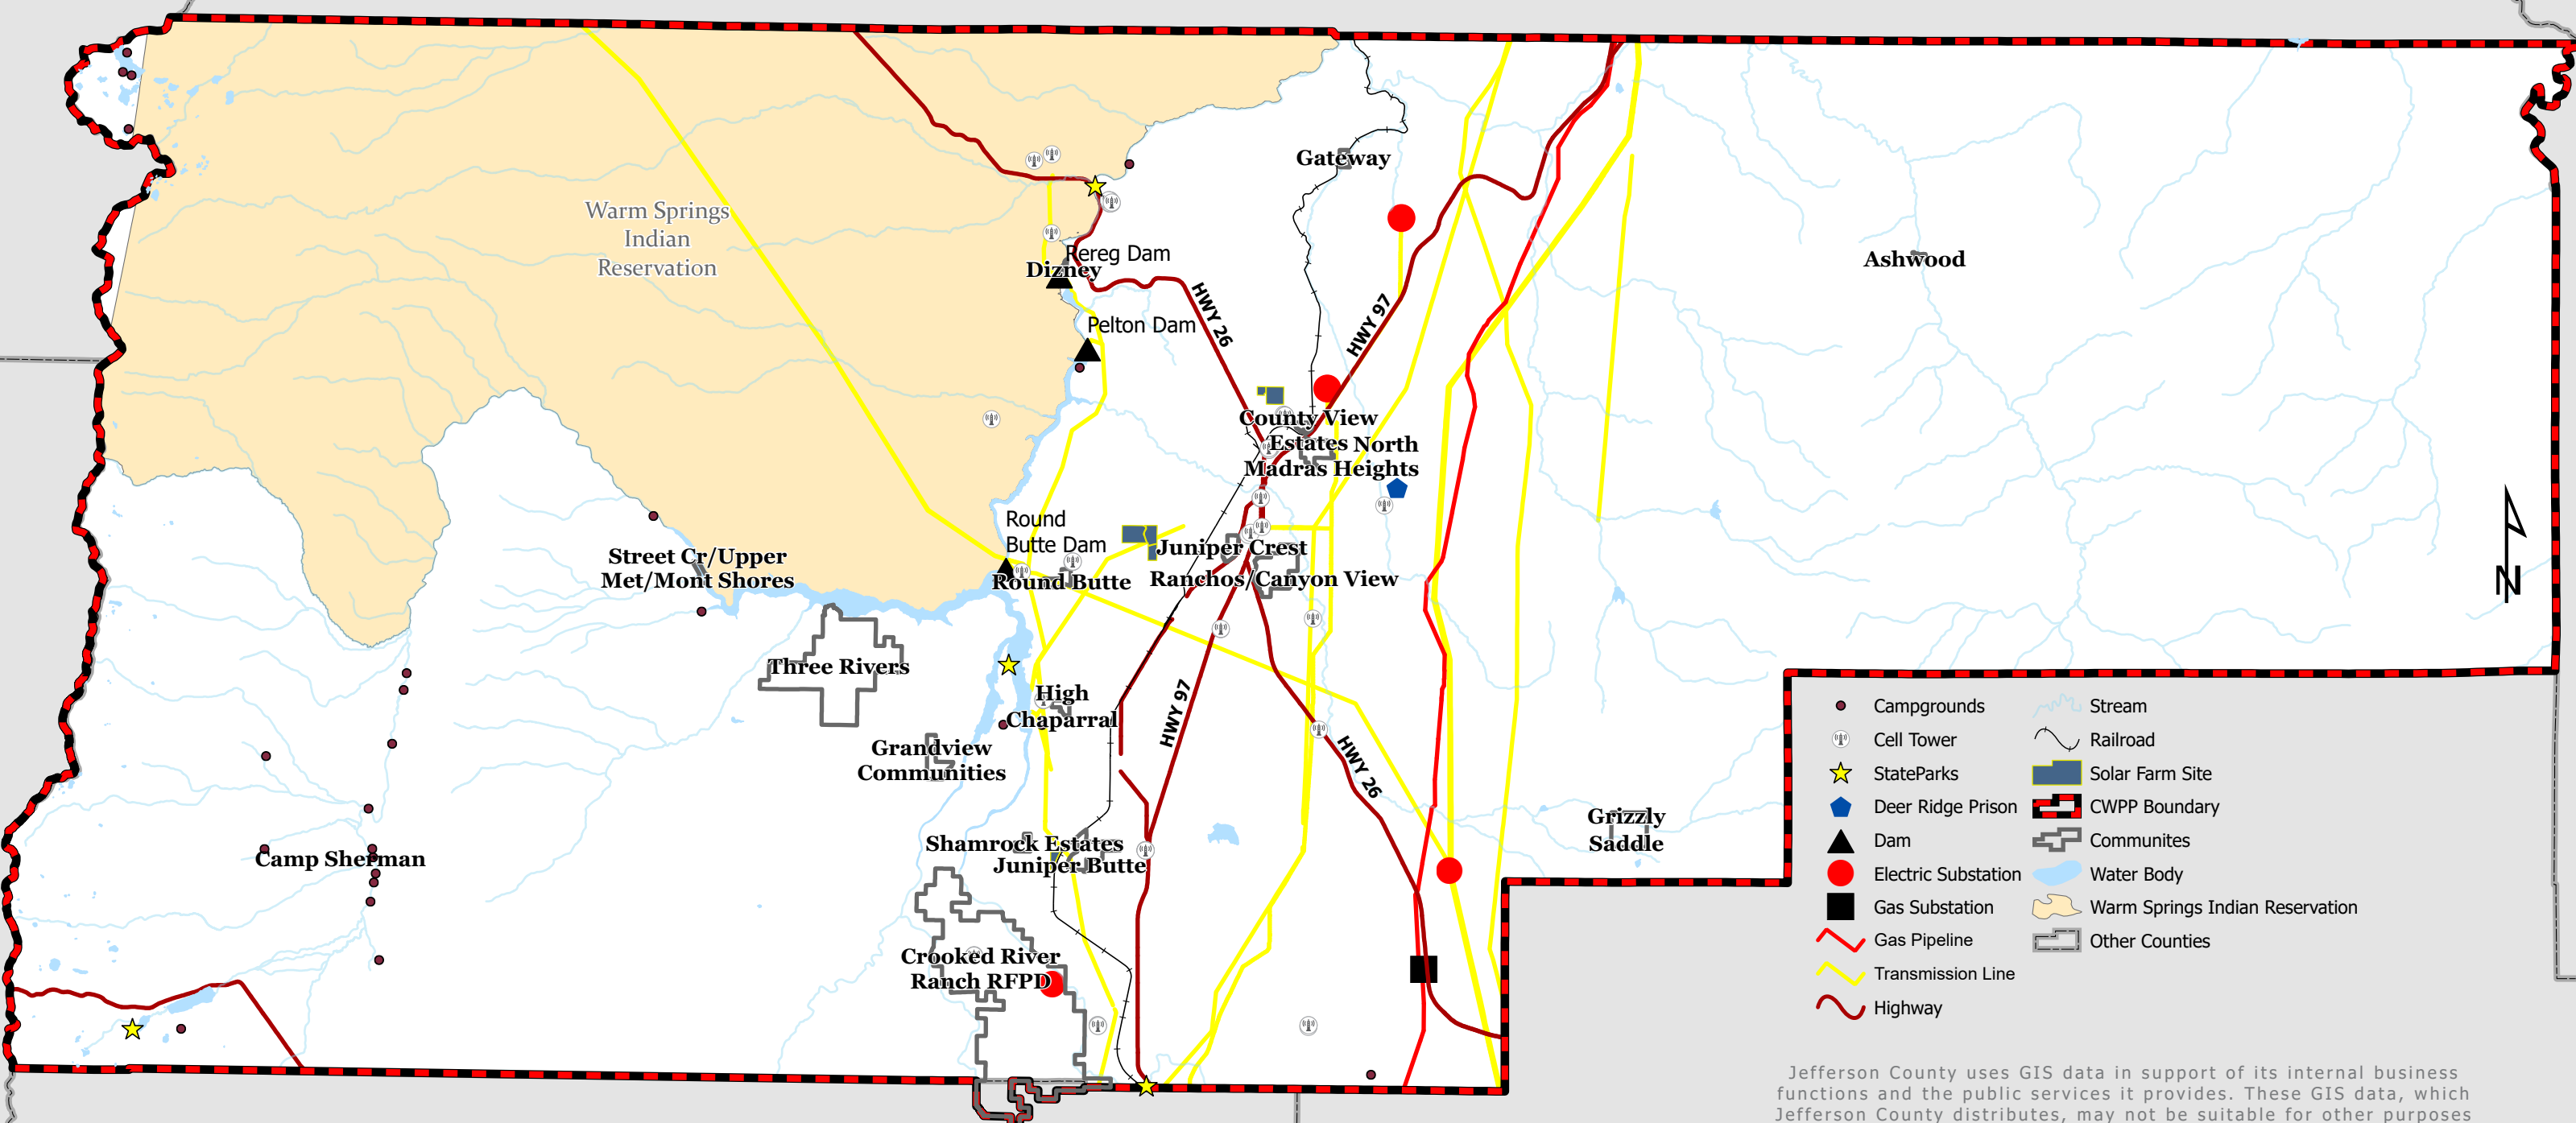 Gateway
Warm Springs
Indian
Reservation
Rereg Dam
Dizney
Ashwood
HWY 26
HWY 97
Pelton Dam
County View
Estates North
Madras Heights
Round
Butte Dam
Street Cr/Upper
Met/Mont Shores
Juniper Crest
Round Butte
Ranchos/Canyon View
Three Rivers
High
Chaparral
HWY 97
HWY 26
Grandview
Communities
Grizzly
Saddle
Shamrock Estates
Juniper Butte
Camp Sherman
Crooked River
Ranch RFPD
N
Campgrounds
Cell Tower
StateParks
Deer Ridge Prison
Dam
Electric Substation
Gas Substation
Gas Pipeline
Transmission Line
Highway
Stream
Railroad
Solar Farm Site
CWPP Boundary
Communites
Water Body
Warm Springs Indian Reservation
Other Counties
Jefferson County uses GIS data in support of its internal business
functions and the public services it provides. These GIS data, which
Jefferson County distributes, may not be suitable for other purposes